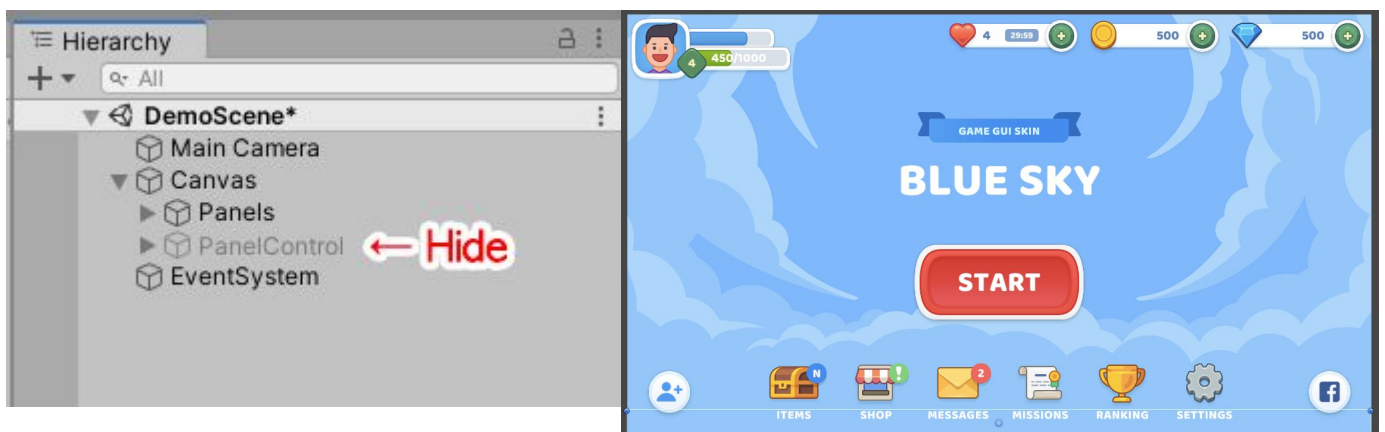 Hierarchy
All
DemoScene*
Main Camera
Canvas
Panels
PanelControl ← Hide
EventSystem
4 29:59 500 500
4 450/1000
GAME GUI SKIN
BLUE SKY
START
N ! 2
ITEMS SHOP MESSAGES MISSIONS RANKING SETTINGS